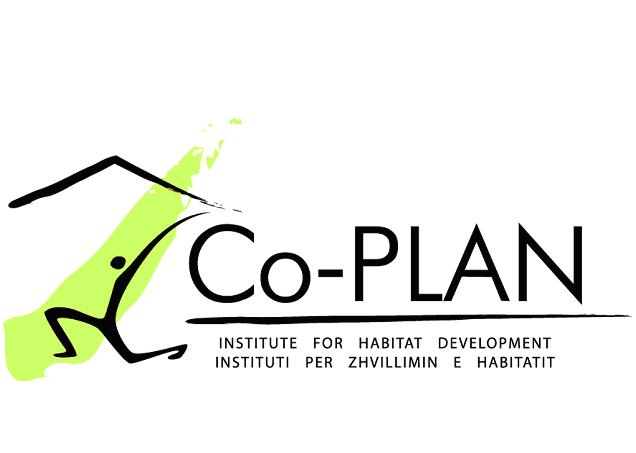 Co-PLAN
INSTITUTE FOR HABITAT DEVELOPMENT
INSTITUTI PER ZHVILLIMIN E HABITATIT